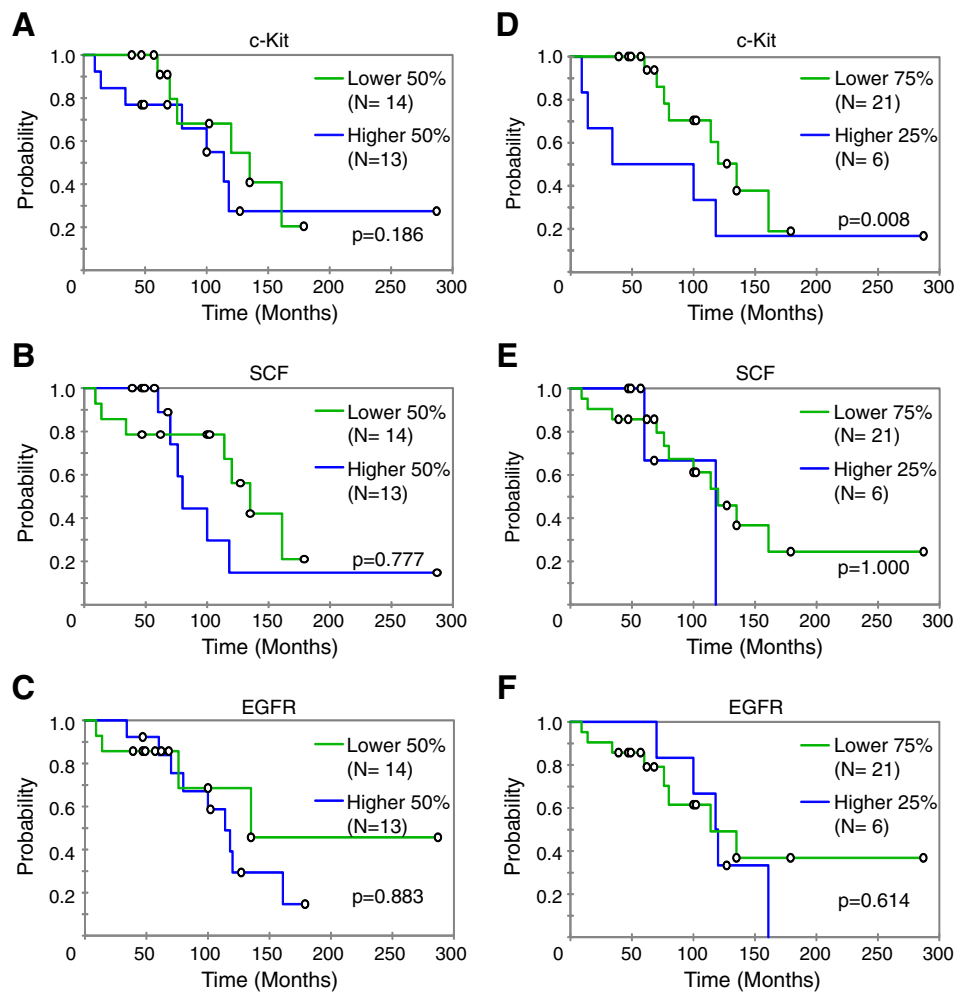 A
c-Kit
1.0
0.8
0.6
0.4
0.2
Probability
Lower 50%
(N= 14)
Higher 50%
(N=13)
p=0.186
0 50 100 150 200 250 300
Time (Months)
D
c-Kit
1.0
0.8
0.6
0.4
0.2
Probability
Lower 75%
(N= 21)
Higher 25%
(N= 6)
p=0.008
0 50 100 150 200 250 300
Time (Months)
B
SCF
1.0
0.8
0.6
0.4
0.2
Probability
Lower 50%
(N= 14)
Higher 50%
(N=13)
p=0.777
0 50 100 150 200 250 300
Time (Months)
E
SCF
1.0
0.8
0.6
0.4
0.2
Probability
Lower 75%
(N= 21)
Higher 25%
(N= 6)
p=1.000
0 50 100 150 200 250 300
Time (Months)
C
EGFR
1.0
0.8
0.6
0.4
0.2
Probability
Lower 50%
(N= 14)
Higher 50%
(N=13)
p=0.883
0 50 100 150 200 250 300
Time (Months)
F
EGFR
1.0
0.8
0.6
0.4
0.2
Probability
Lower 75%
(N= 21)
Higher 25%
(N= 6)
p=0.614
0 50 100 150 200 250 300
Time (Months)